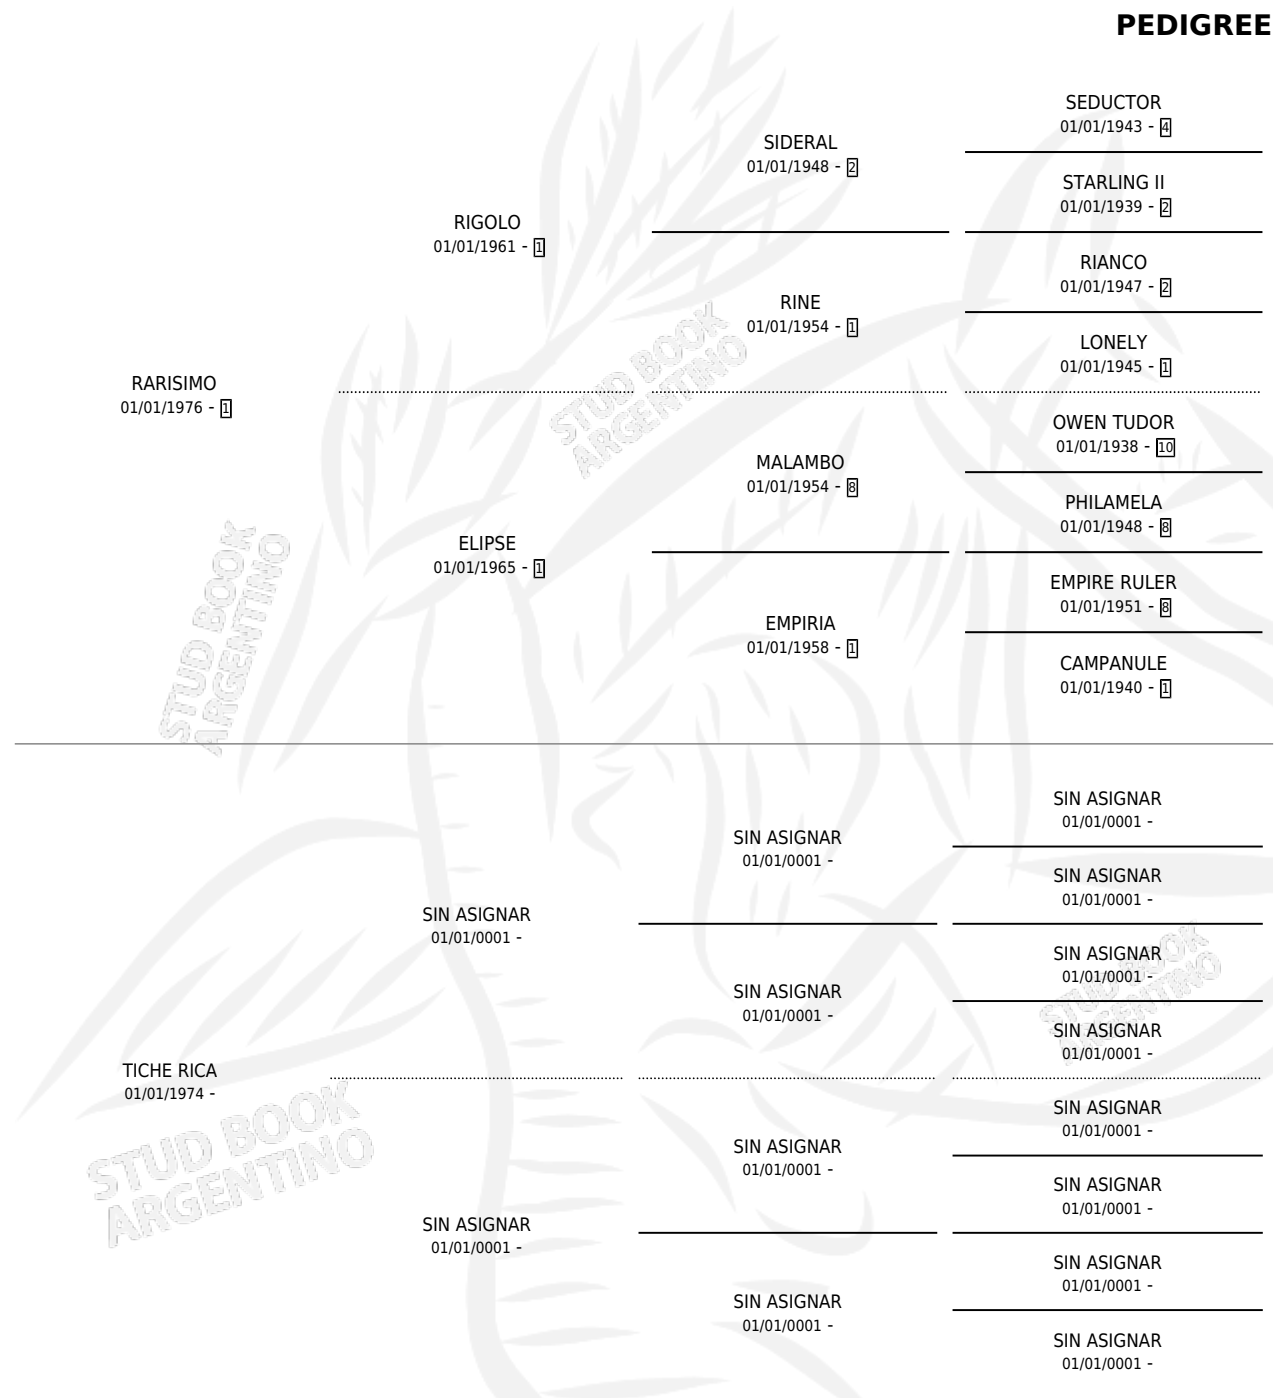 PEDIGREE
SEDUCTOR
01/01/1943 - 4
SIDERAL
01/01/1948 - 2
STARLING II
01/01/1939 - 2
RIGOLO
01/01/1961 - 1
RIANCO
01/01/1947 - 2
RINE
01/01/1954 - 1
LONELY
01/01/1945 - 1
RARISIMO
01/01/1976 - 1
OWEN TUDOR
01/01/1938 - 10
MALAMBO
01/01/1954 - 8
PHILAMELA
01/01/1948 - 8
ELIPSE
01/01/1965 - 1
EMPIRE RULER
01/01/1951 - 8
EMPIRIA
01/01/1958 - 1
CAMPANULE
01/01/1940 - 1
SIN ASIGNAR
01/01/0001 -
SIN ASIGNAR
01/01/0001 -
SIN ASIGNAR
01/01/0001 -
SIN ASIGNAR
01/01/0001 -
SIN ASIGNAR
01/01/0001 -
SIN ASIGNAR
01/01/0001 -
SIN ASIGNAR
01/01/0001 -
TICHE RICA
01/01/1974 -
SIN ASIGNAR
01/01/0001 -
SIN ASIGNAR
01/01/0001 -
SIN ASIGNAR
01/01/0001 -
SIN ASIGNAR
01/01/0001 -
SIN ASIGNAR
01/01/0001 -
SIN ASIGNAR
01/01/0001 -
SIN ASIGNAR
01/01/0001 -
STUD BOOK
ARGENTINO
STUD BOOK
ARGENTINO
STUD BOOK
ARGENTINO
STUD BOOK
ARGENTINO